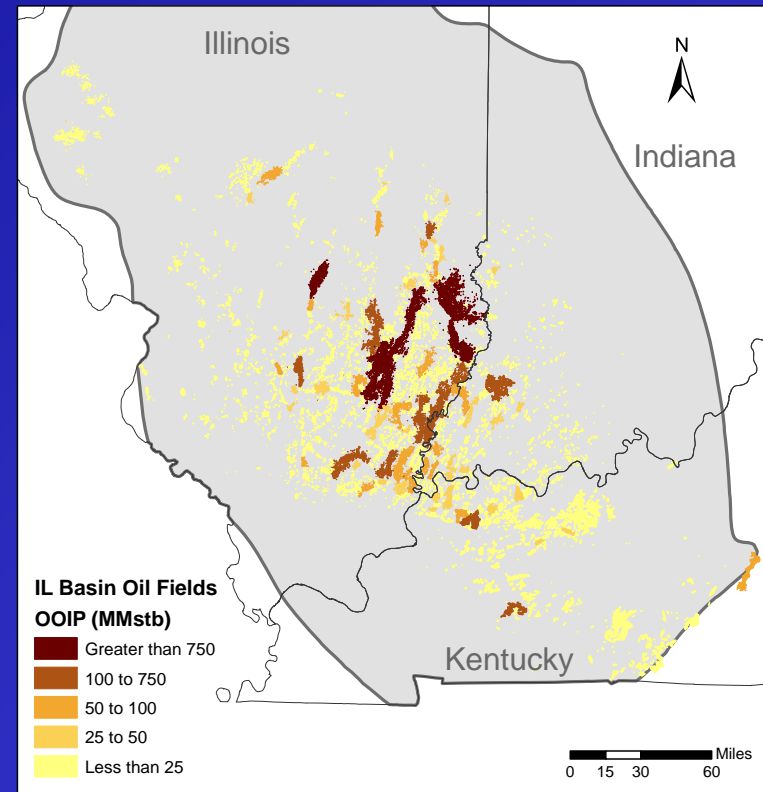 Illinois
N
Indiana
IL Basin Oil Fields
OOIP (MMstb)
Greater than 750
100 to 750
50 to 100
25 to 50
Less than 25
Kentucky
Miles
0 15 30 60